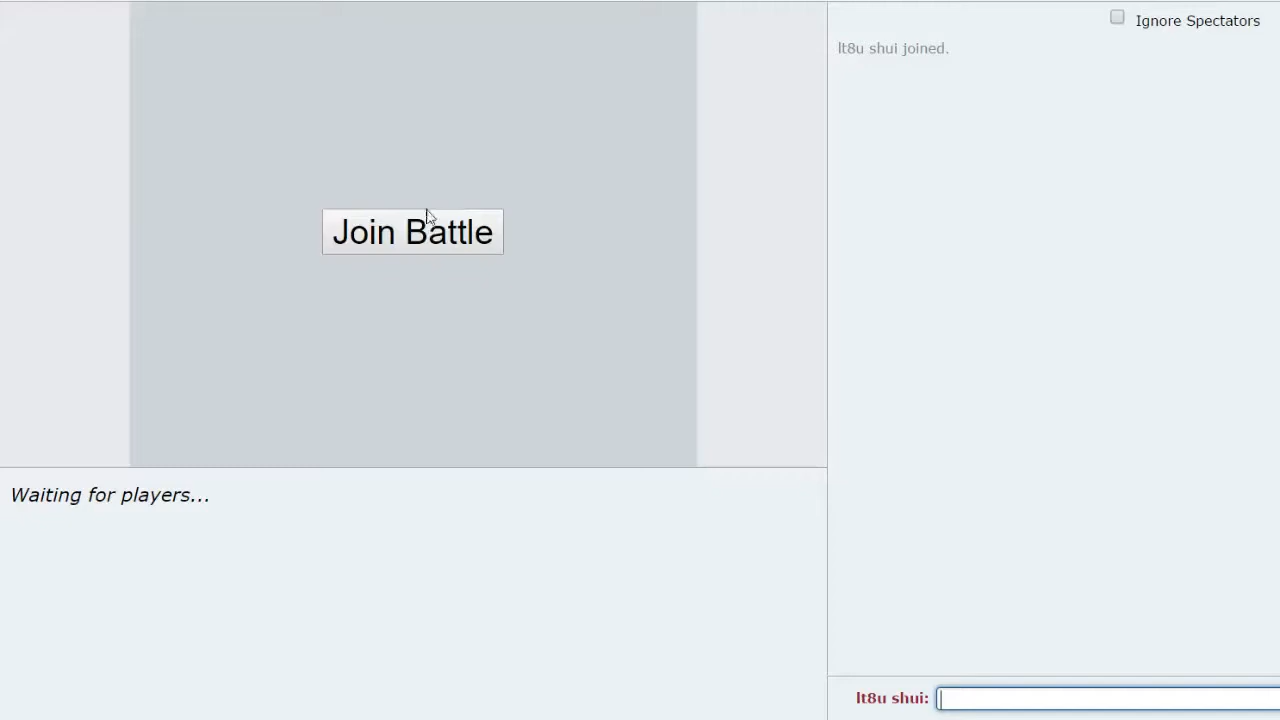 Join Battle
Waiting for players...
Ignore Spectators
lt8u shui joined.
lt8u shui: